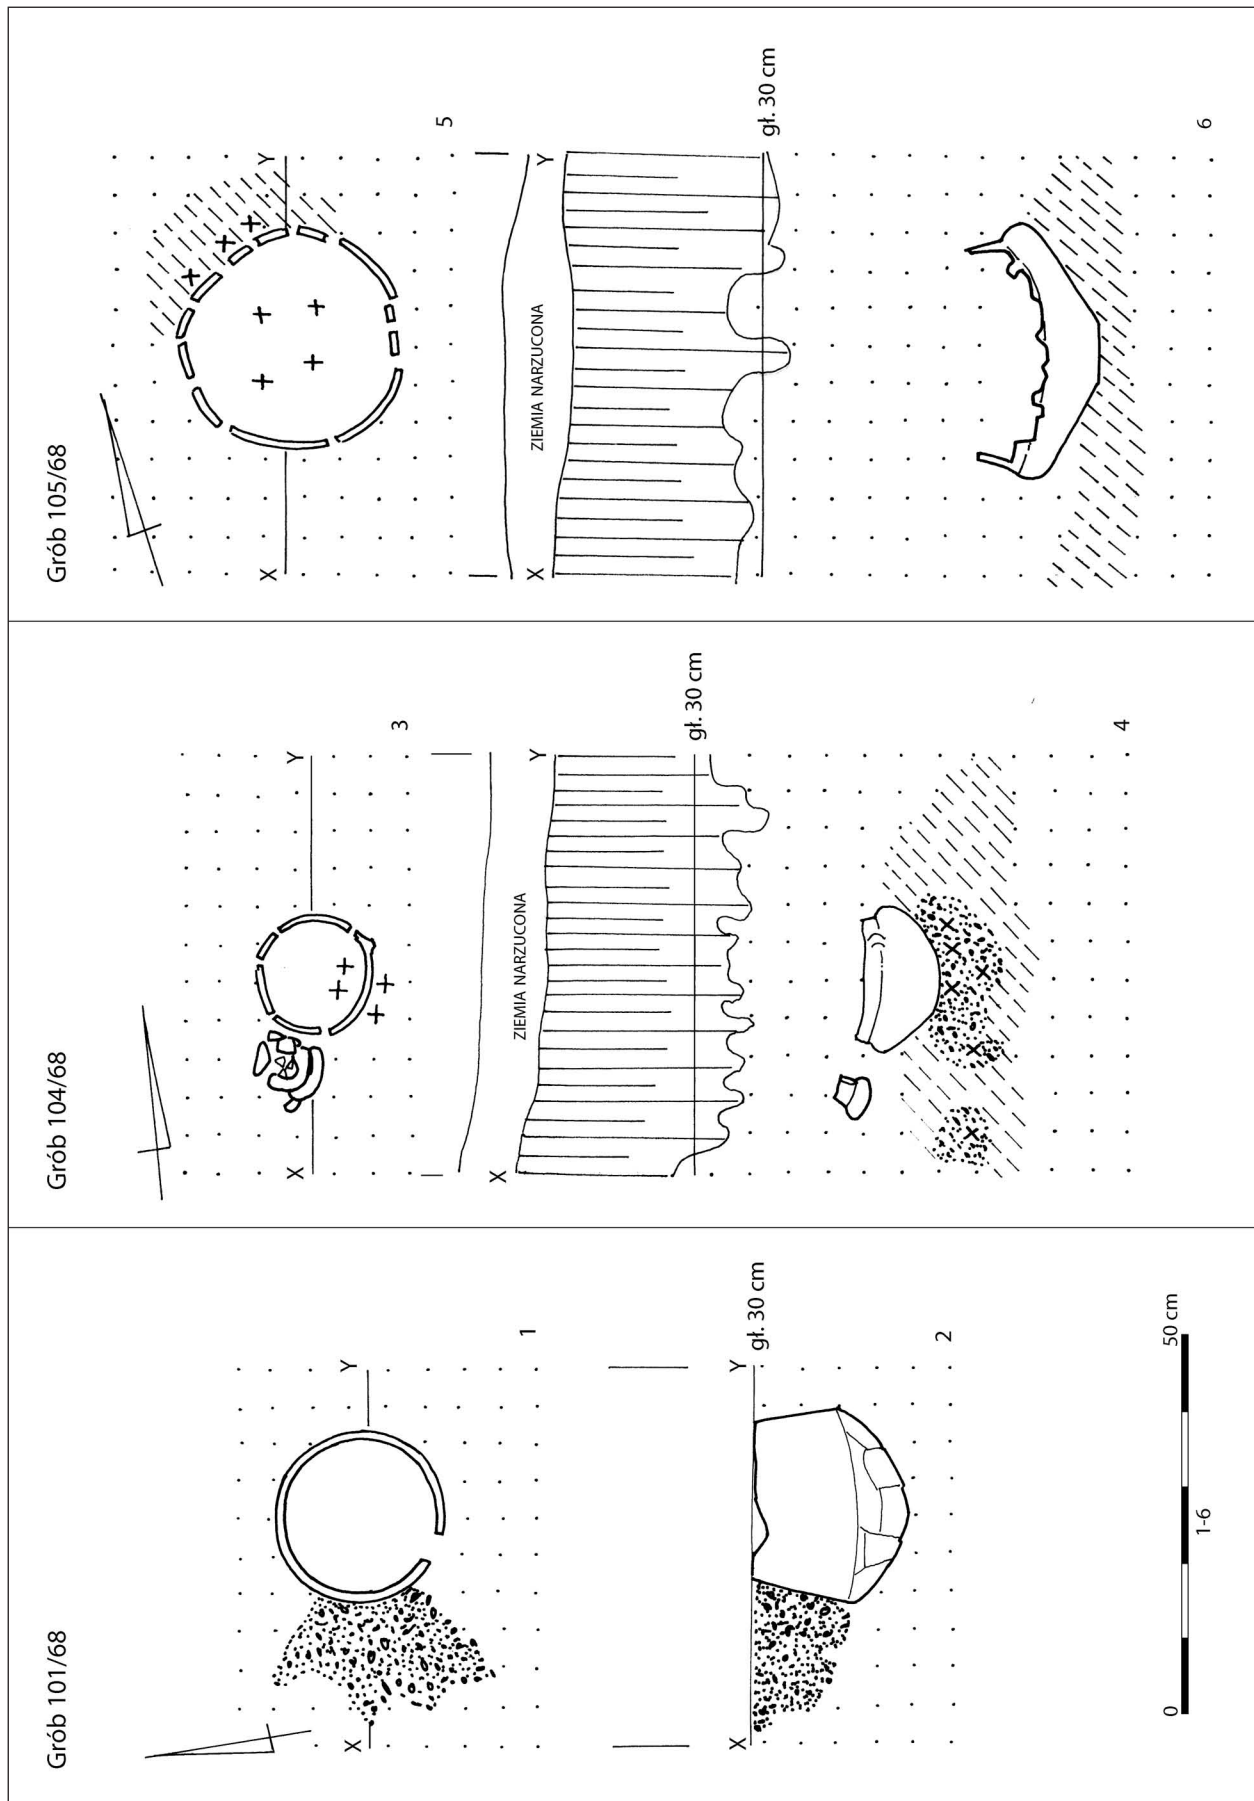 Grób 101/68
X
Y
1
X
Y
gł. 30 cm
2
0
50 cm
1-6
Grób 104/68
X
Y
3
X
ZIEMIA NARZUCONA
Y
gł. 30 cm
4
Grób 105/68
X
Y
5
X
ZIEMIA NARZUCONA
Y
gł. 30 cm
6